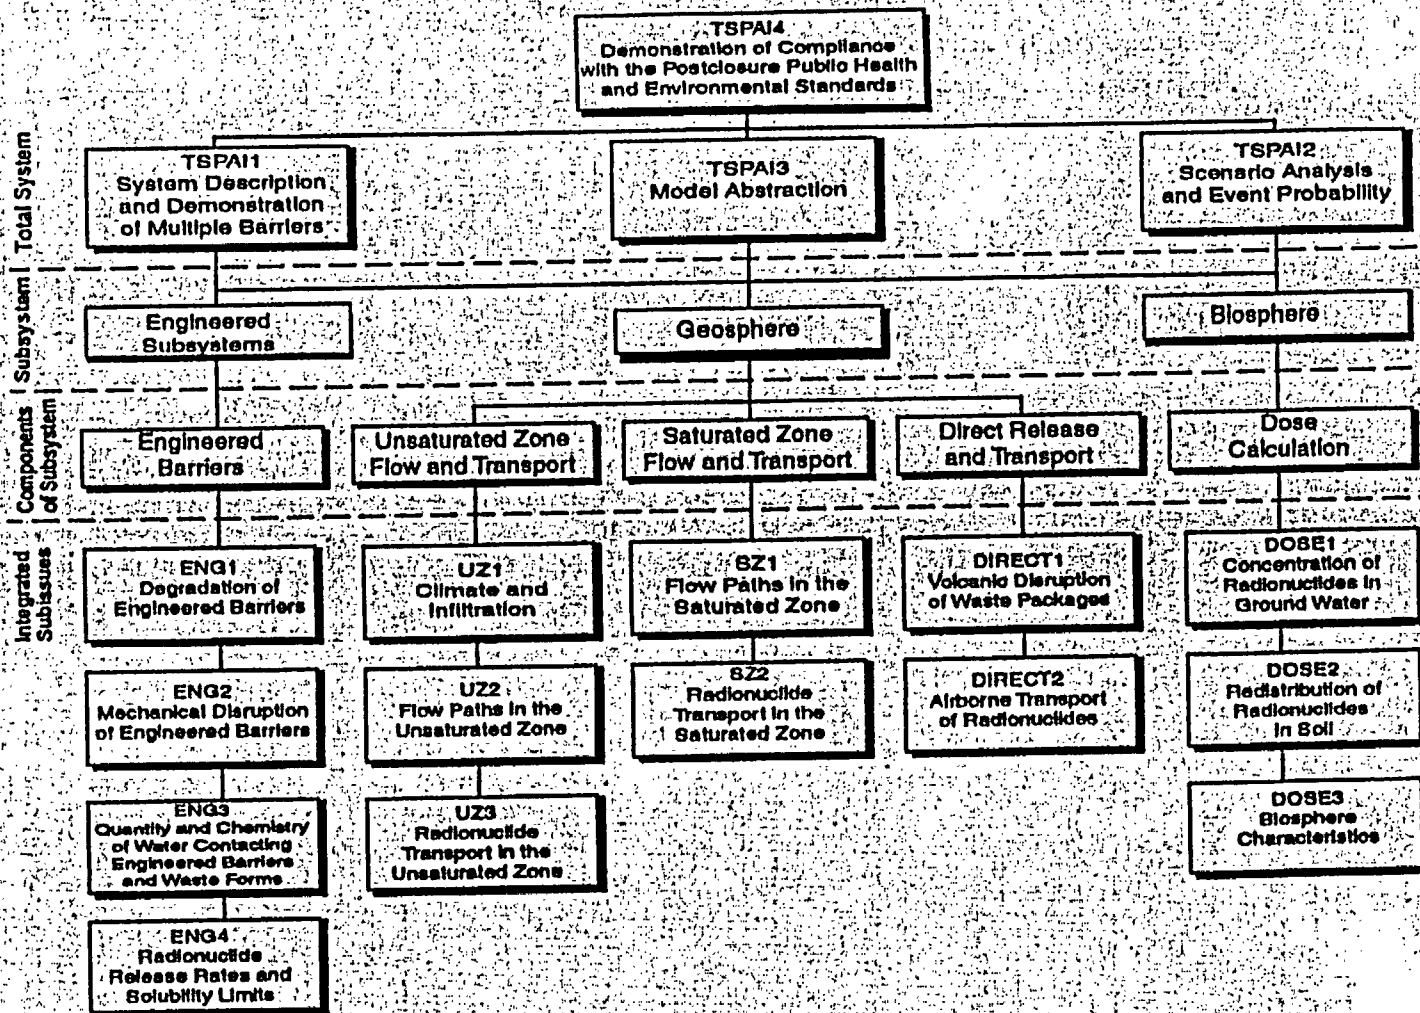 TSPAI4
Demonstration of Compliance
with the Postclosure Public Health
and Environmental Standards
Total System
TSPAI1
System Description
and Demonstration
of Multiple Barriers
TSPAI3
Model Abstraction
TSPAI2
Scenario Analysis
and Event Probability
Subsystem
Engineered
Subsystems
Geosphere
Biosphere
Components
of Subsystem
Engineered
Barriers
Unsaturated Zone
Flow and Transport
Saturated Zone
Flow and Transport
Direct Release
and Transport
Dose
Calculation
Integrated
Subissues
ENG1
Degradation of
Engineered Barriers
UZ1
Climate and
Infiltration
SZ1
Flow Paths in the
Saturated Zone
DIRECT1
Volcanic Disruption
of Waste Packages
DOSE1
Concentration of
Radionuclides in
Ground Water
ENG2
Mechanical Disruption
of Engineered Barriers
UZ2
Flow Paths in the
Unsaturated Zone
SZ2
Radionuclide
Transport in the
Saturated Zone
DIRECT2
Airborne Transport
of Radionuclides
DOSE2
Redistribution of
Radionuclides
in Soil
ENG3
Quantity and Chemistry
of Water Contacting
Engineered Barriers
and Waste Forms
UZ3
Radionuclide
Transport in the
Unsaturated Zone
DOSE3
Biosphere
Characteristics
ENG4
Radionuclide
Release Rates and
Solubility Limits